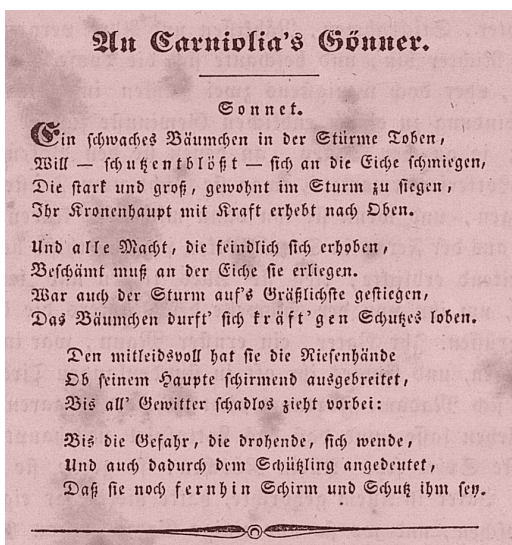 An Carniolia's Gönner.
Sonnet.
Ein schwaches Bäumchen in der Stürme Toben,
Will — schutzentblößt — sich an die Eiche schmiegen,
Die stark und groß, gewohnt im Sturm zu siegen,
Ihr Kronenhaupt mit Kraft erhebt nach Oben.
Und alle Macht, die feindlich sich erhoben,
Beschämt muß an der Eiche sie erliegen.
War auch der Sturm auf's Gräßlichste gestiegen,
Das Bäumchen durft' sich kräft'gen Schutzes loben.
Den mitleidsvoll hat sie die Riesenhände
Ob seinem Haupte schirmend ausgebreitet,
Bis all' Gewitter schadlos zieht vorbei:
Bis die Gefahr, die drohende, sich wende,
Und auch dadurch dem Schützling angedeutet,
Daß sie noch fernhin Schirm und Schutz ihm sey.